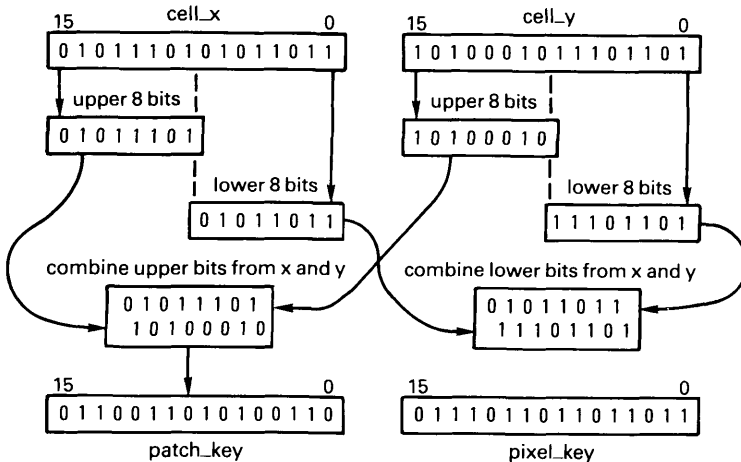 cell_x
15 0
0 1 0 1 1 1 0 1 0 1 0 1 1 0 1 1
cell_y
15 0
1 0 1 0 0 0 1 0 1 1 1 0 1 1 0 1
upper 8 bits
0 1 0 1 1 1 0 1
upper 8 bits
1 0 1 0 0 0 1 0
lower 8 bits
0 1 0 1 1 0 1 1
lower 8 bits
1 1 1 0 1 1 0 1
combine upper bits from x and y
0 1 0 1 1 1 0 1
1 0 1 0 0 0 1 0
combine lower bits from x and y
0 1 0 1 1 0 1 1
1 1 1 0 1 1 0 1
15 0
0 1 1 0 0 1 1 0 1 0 1 0 0 1 1 0
patch_key
15 0
0 1 1 1 0 1 1 0 1 1 0 1 1 0 1 1
pixel_key